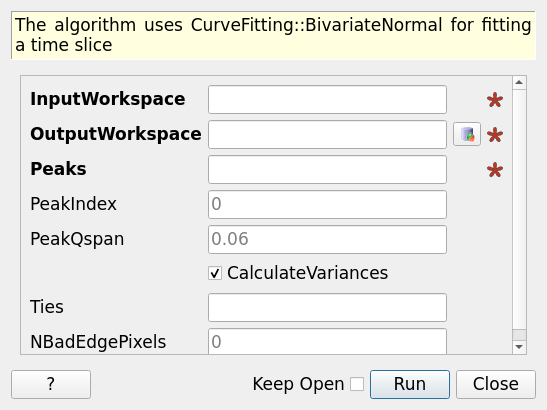 The algorithm uses CurveFitting::BivariateNormal for fitting
a time slice
InputWorkspace
OutputWorkspace
Peaks
PeakIndex 0
PeakQspan 0.06
CalculateVariances
Ties
NBadEdgePixels 0
? Keep Open Run Close